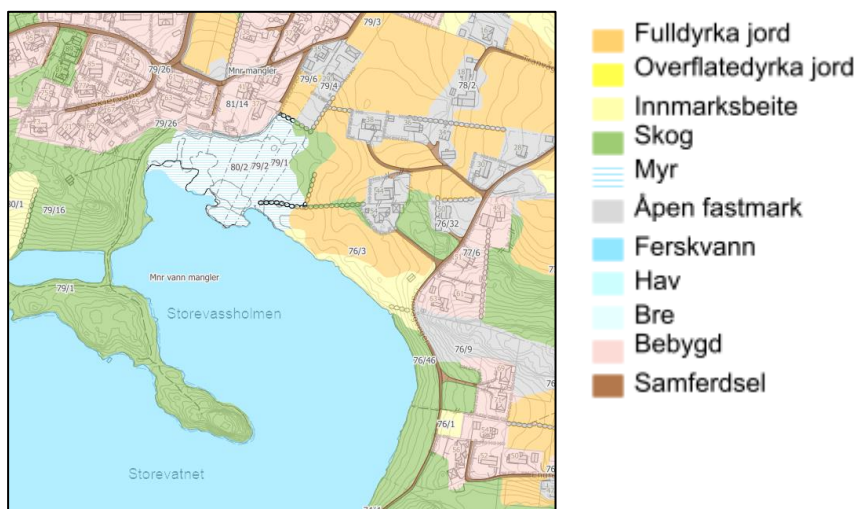 79/3
79/26
Mnr mangler
79/6
79/4
78/2
81/14
79/26
80/2
79/2
79/1
79/16
76/32
77/6
76/3
Mnr vann mangler
79/1
Storevassholmen
76/9
76/46
76/1
Storevatnet
Fulldyrka jord
Overflatedyrka jord
Innmarksbeite
Skog
Myr
Åpen fastmark
Ferskvann
Hav
Bre
Bebygd
Samferdsel